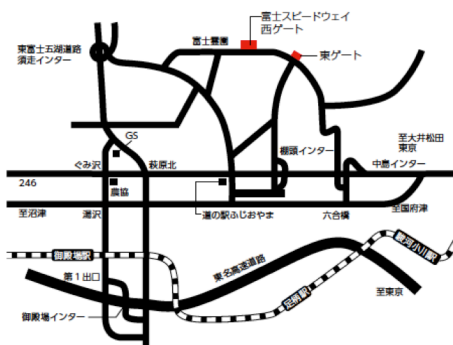 富士スピードウェイ
西ゲート
富士霊園
東富士五湖道路
須走インター
東ゲート
GS
棚頭インター
至大井松田
東京
ぐみ沢
萩原北
中島インター
246
農協
至沼津
湯沢
道の駅ふじおやま
六合橋
至国府津
御殿場駅
東名高速道路
駿河小山駅
第1出口
足柄駅
至東京
御殿場インター